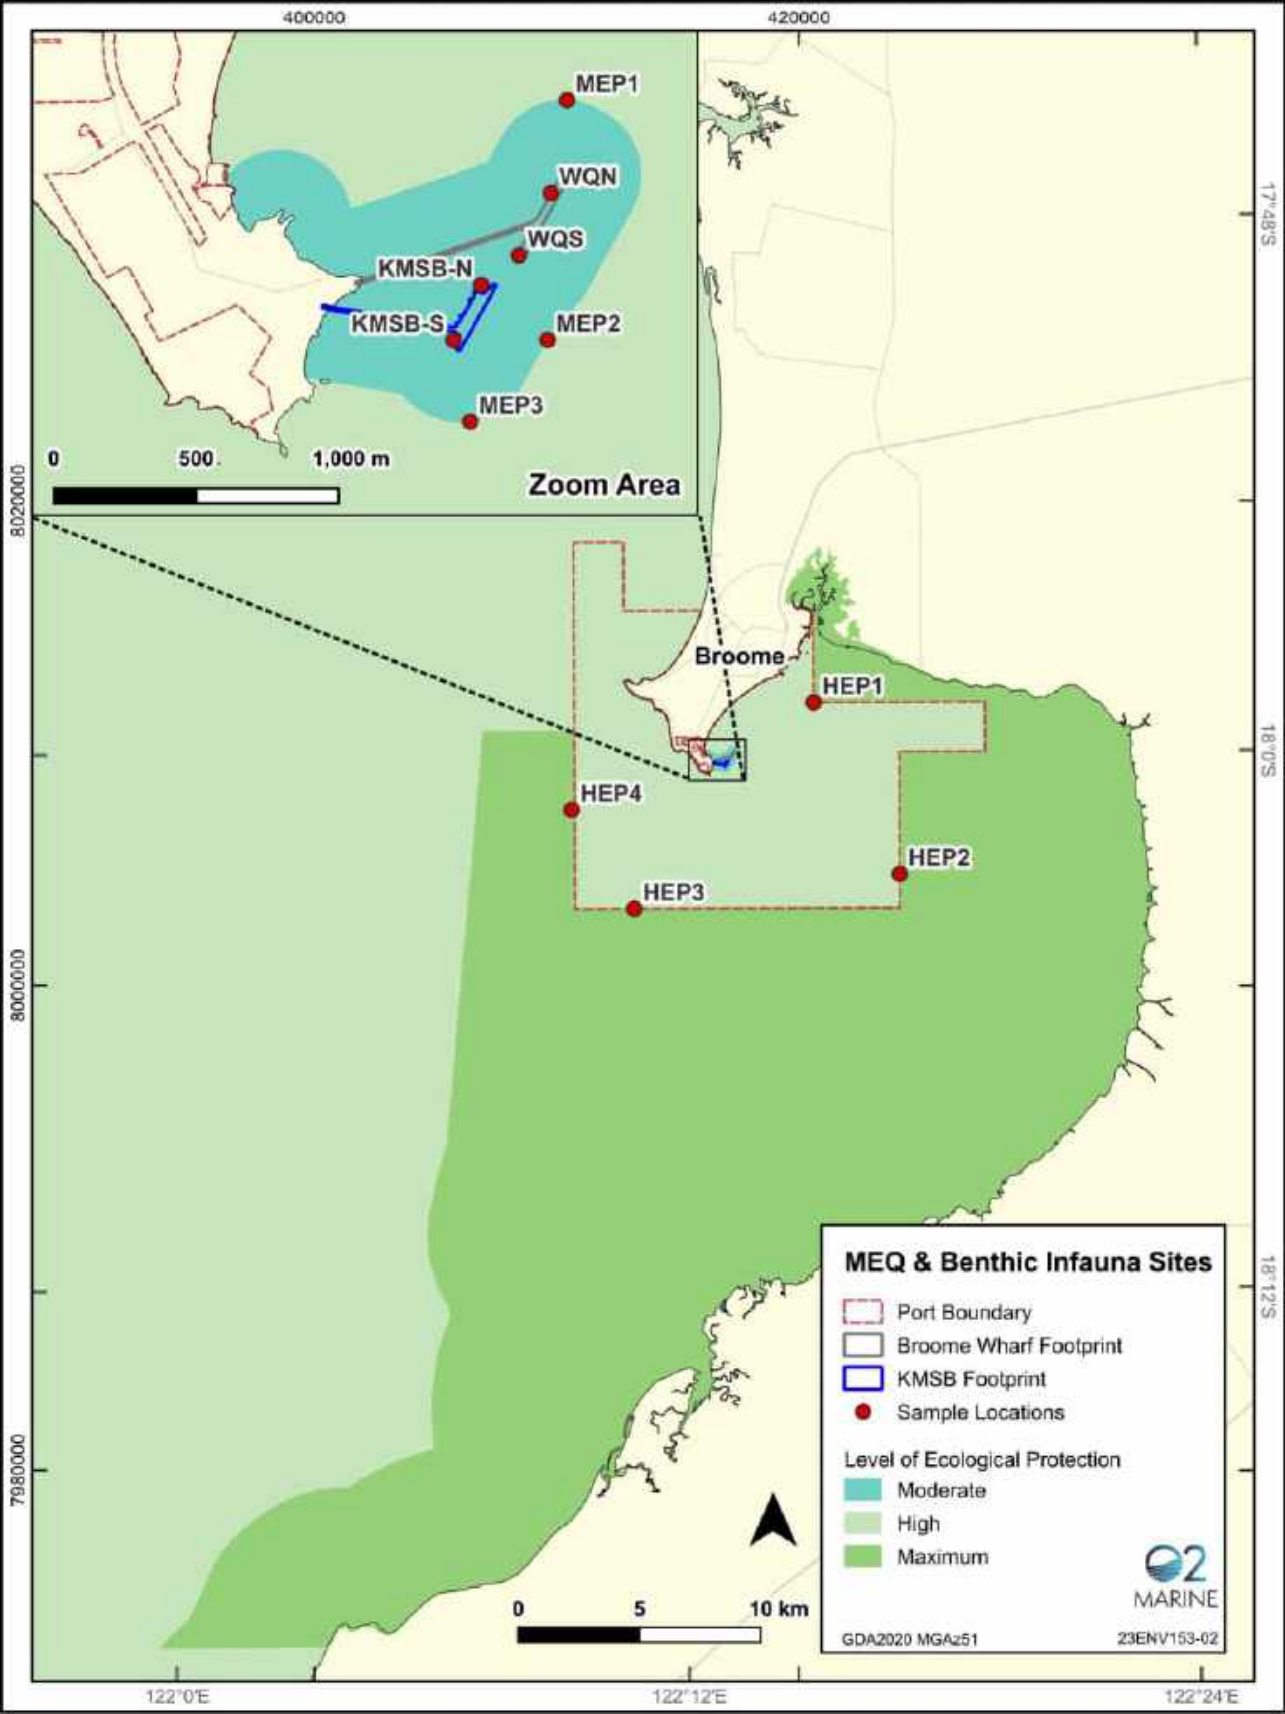 400000
420000
MEP1
WQN
WQS
KMSB-N
KMSB-S
MEP2
MEP3
0 500 1,000 m
Zoom Area
17°48'S
8020000
Broome
HEP1
18°0'S
HEP4
HEP2
HEP3
8000000
MEQ & Benthic Infauna Sites
Port Boundary
Broome Wharf Footprint
KMSB Footprint
Sample Locations
Level of Ecological Protection
Moderate
High
Maximum
18°12'S
7980000
0 5 10 km
O2
MARINE
GDA2020 MGAz51
23ENV153-02
122°0'E
122°12'E
122°24'E